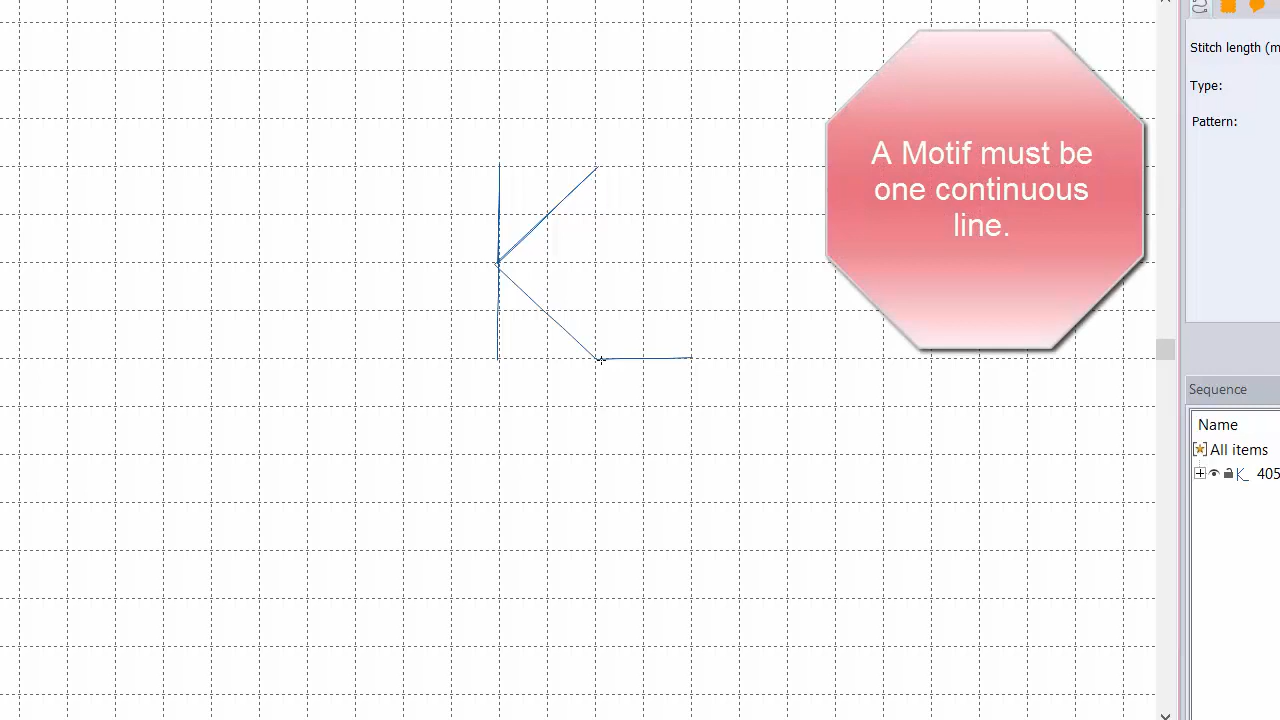 Stitch length (m
Type:
Pattern:
A Motif must be
one continuous
line.
Sequence
Name
All items
405